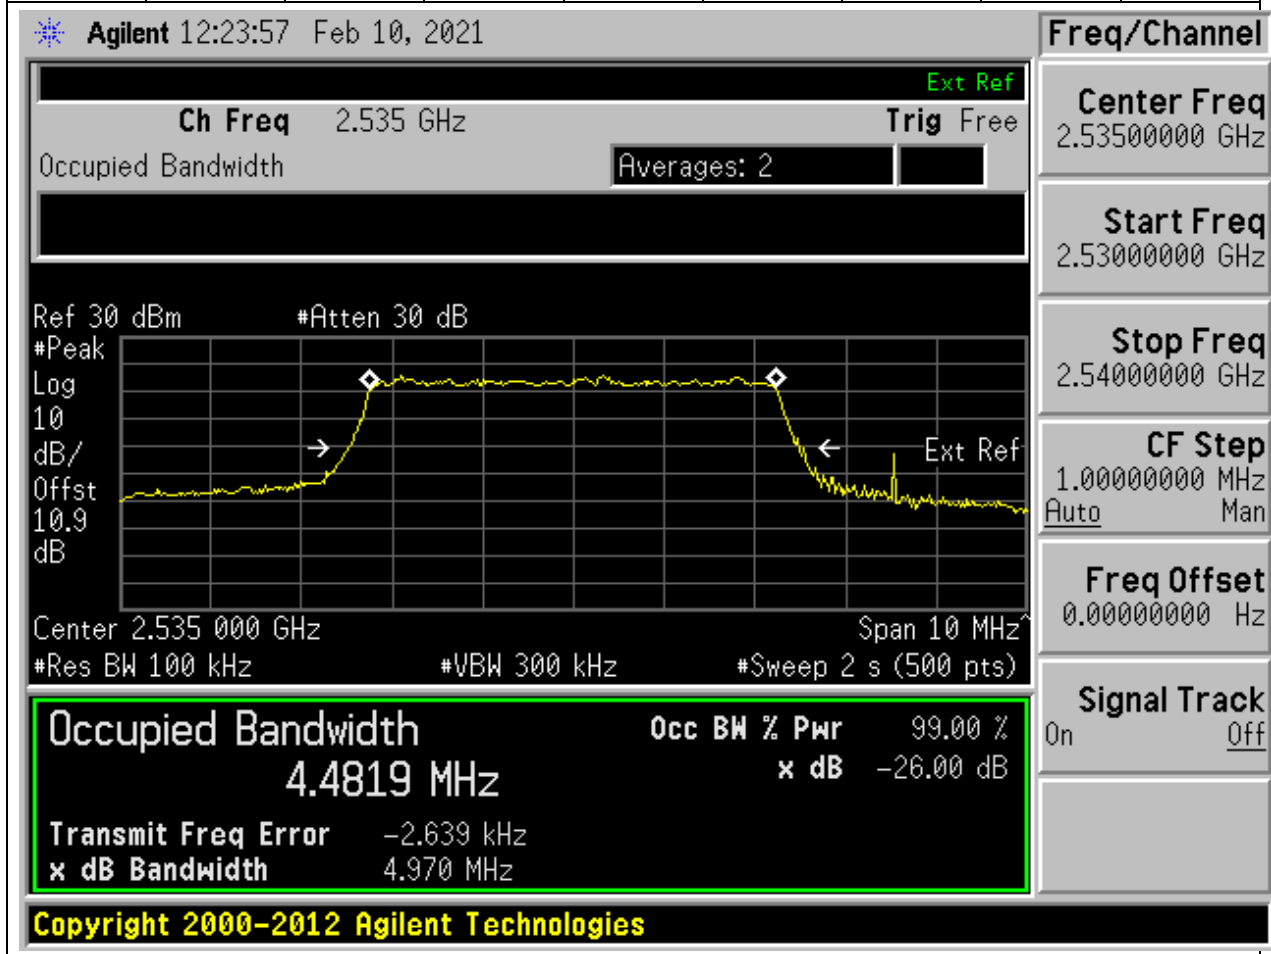 Agilent 12:23:57 Feb 10, 2021
Freq/Channel
Ext Ref
Ch Freq 2.535 GHz Trig Free
Occupied Bandwidth Averages: 2
Ref 30 dBm #Atten 30 dB
#Peak
Log
10
dB/
Offst
10.9
dB
Ext Ref
Center 2.535 000 GHz Span 10 MHz^
#Res BW 100 kHz #VBW 300 kHz #Sweep 2 s (500 pts)
Occupied Bandwidth Occ BW % Pwr 99.00 %
4.4819 MHz x dB -26.00 dB
Transmit Freq Error -2.639 kHz
x dB Bandwidth 4.970 MHz
Copyright 2000-2012 Agilent Technologies
Center Freq
2.53500000 GHz
Start Freq
2.53000000 GHz
Stop Freq
2.54000000 GHz
CF Step
1.00000000 MHz
Auto Man
Freq Offset
0.00000000 Hz
Signal Track
On Off